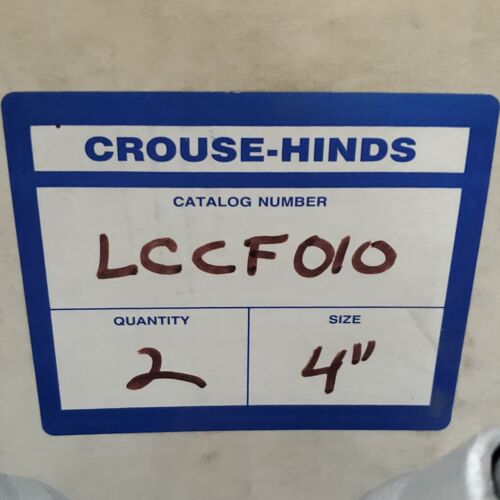 CROUSE-HINDS
CATALOG NUMBER
LCCF010
QUANTITY SIZE
2 4"